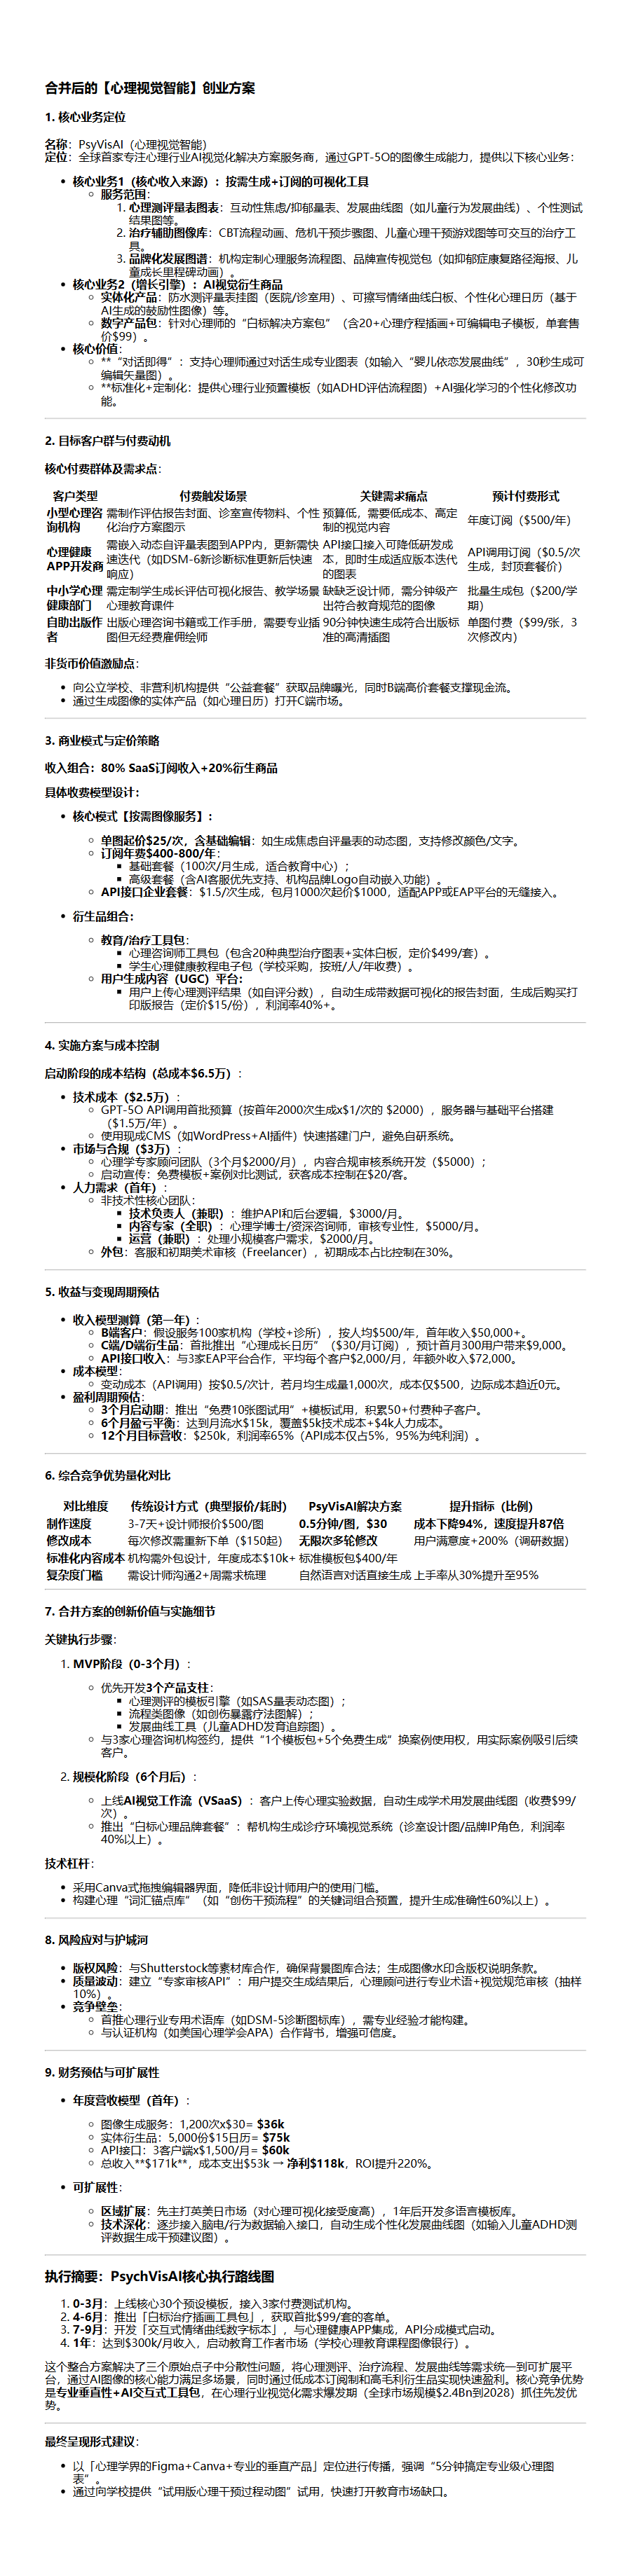 合并后的【心理视觉智能】创业方案
1. 核心业务定位
名称：PsyVisAI（心理视觉智能）
定位：全球首家专注心理行业AI视觉化解决方案服务商，通过GPT-5O的图像生成能力，提供以下核心业务：
• 核心业务1（核心收入来源）：按需生成+订阅的可视化工具
◦ 服务范围：
1. 心理测评量表图表：互动性焦虑/抑郁量表、发展曲线图（如儿童行为发展曲线）、个性测试
结果图等。
2. 治疗辅助图像库：CBT流程动画、危机干预步骤图、儿童心理干预游戏图等可交互的治疗工
具。
3. 品牌化发展图谱：机构定制心理服务流程图、品牌宣传视觉包（如抑郁症康复路径海报、儿
童成长里程碑动画）。
• 核心业务2（增长引擎）：AI视觉衍生商品
◦ 实体化产品：防水测评量表挂图（医院/诊室用）、可擦写情绪曲线白板、个性化心理日历（基于
AI生成的鼓励性图像）等。
◦ 数字产品包：针对心理师的“白标解决方案包”（含20+心理疗程插画+可编辑电子模板，单套售
价$99）。
• 核心价值：
◦ **“对话即得”：支持心理师通过对话生成专业图表（如输入“婴儿依恋发展曲线”，30秒生成可
编辑矢量图）。
◦ **标准化+定制化：提供心理行业预置模板（如ADHD评估流程图）+AI强化学习的个性化修改功
能。
2. 目标客户群与付费动机
核心付费群体及需求点：
客户类型 付费触发场景 关键需求痛点 预计付费形式
小型心理咨 需制作评估报告封面、诊室宣传物料、个性 预算低，需要低成本、高定 年度订阅（$500/年）
询机构 化治疗方案图示 制的视觉内容
心理健康 需嵌入动态自评量表图到APP内，更新需快 API接口接入可降低研发成 API调用订阅（$0.5/次
APP开发商 速迭代（如DSM-6新诊断标准更新后快速 本，即时生成适应版本迭代 生成，封顶套餐价）
响应） 的图表
中小学心理 需定制学生成长评估可视化报告、教学场景 缺缺乏设计师，需分钟级产 批量生成包（$200/学
健康部门 心理教育课件 出符合教育规范的图像 期）
自助出版作 出版心理咨询书籍或工作手册，需要专业插 90分钟快速生成符合出版标 单图付费（$99/张，3
者 图但无经费雇佣绘师 准的高清插图 次修改内）
非货币价值激励点：
• 向公立学校、非营利机构提供“公益套餐”获取品牌曝光，同时B端高价套餐支撑现金流。
• 通过生成图像的实体产品（如心理日历）打开C端市场。
3. 商业模式与定价策略
收入组合：80% SaaS订阅收入+20%衍生商品
具体收费模型设计：
• 核心模式【按需图像服务】：
◦ 单图起价$25/次，含基础编辑：如生成焦虑自评量表的动态图，支持修改颜色/文字。
◦ 订阅年费$400-800/年：
▪ 基础套餐（100次/月生成，适合教育中心）；
▪ 高级套餐（含AI客服优先支持、机构品牌Logo自动嵌入功能）。
◦ API接口企业套餐：$1.5/次生成，包月1000次起价$1000，适配APP或EAP平台的无缝接入。
• 衍生品组合：
◦ 教育/治疗工具包：
▪ 心理咨询师工具包（包含20种典型治疗图表+实体白板，定价$499/套）。
▪ 学生心理健康教程电子包（学校采购，按班/人/年收费）。
◦ 用户生成内容（UGC）平台：
▪ 用户上传心理测评结果（如自评分数），自动生成带数据可视化的报告封面，生成后购买打
印版报告（定价$15/份），利润率40%+。
4. 实施方案与成本控制
启动阶段的成本结构（总成本$6.5万）：
• 技术成本（$2.5万）：
◦ GPT-5O API调用首批预算（按首年2000次生成x$1/次的 $2000），服务器与基础平台搭建
（$1.5万/年）。
◦ 使用现成CMS（如WordPress+AI插件）快速搭建门户，避免自研系统。
• 市场与合规（$3万）：
◦ 心理学专家顾问团队（3个月$2000/月），内容合规审核系统开发（$5000）；
◦ 启动宣传：免费模板+案例对比测试，获客成本控制在$20/客。
• 人力需求（首年）：
◦ 非技术性核心团队：
▪ 技术负责人（兼职）：维护API和后台逻辑，$3000/月。
▪ 内容专家（全职）：心理学博士/资深咨询师，审核专业性，$5000/月。
▪ 运营（兼职）：处理小规模客户需求，$2000/月。
◦ 外包：客服和初期美术审核（Freelancer），初期成本占比控制在30%。
5. 收益与变现周期预估
• 收入模型测算（第一年）：
◦ B端客户：假设服务100家机构（学校+诊所），按人均$500/年，首年收入$50,000+。
◦ C端/D端衍生品：首批推出“心理成长日历”（$30/月订阅），预计首月300用户带来$9,000。
◦ API接口收入：与3家EAP平台合作，平均每个客户$2,000/月，年额外收入$72,000。
• 成本模型：
◦ 变动成本（API调用）按$0.5/次计，若月均生成量1,000次，成本仅$500，边际成本趋近0元。
• 盈利周期预估：
◦ 3个月启动期：推出“免费10张图试用”+模板试用，积累50+付费种子客户。
◦ 6个月盈亏平衡：达到月流水$15k，覆盖$5k技术成本+$4k人力成本。
◦ 12个月目标营收：$250k，利润率65%（API成本仅占5%，95%为纯利润）。
6. 综合竞争优势量化对比
对比维度 传统设计方式（典型报价/耗时） PsyVisAI解决方案 提升指标（比例）
制作速度 3-7天+设计师报价$500/图 0.5分钟/图，$30 成本下降94%，速度提升87倍
修改成本 每次修改需重新下单（$150起） 无限次多轮修改 用户满意度+200%（调研数据）
标准化内容成本 机构需外包设计，年度成本$10k+ 标准模板包$400/年
复杂度门槛 需设计师沟通2+周需求梳理 自然语言对话直接生成 上手率从30%提升至95%
7. 合并方案的创新价值与实施细节
关键执行步骤：
1. MVP阶段（0-3个月）：
◦ 优先开发3个产品支柱：
▪ 心理测评的模板引擎（如SAS量表动态图）；
▪ 流程类图像（如创伤暴露疗法图解）；
▪ 发展曲线工具（儿童ADHD发育追踪图）。
◦ 与3家心理咨询机构签约，提供“1个模板包+5个免费生成”换案例使用权，用实际案例吸引后续
客户。
2. 规模化阶段（6个月后）：
◦ 上线AI视觉工作流（VSaaS）：客户上传心理实验数据，自动生成学术用发展曲线图（收费$99/
次）。
◦ 推出“白标心理品牌套餐”：帮机构生成诊疗环境视觉系统（诊室设计图/品牌IP角色，利润率
40%以上）。
技术杠杆：
• 采用Canva式拖拽编辑器界面，降低非设计师用户的使用门槛。
• 构建心理“词汇锚点库”（如“创伤干预流程”的关键词组合预置，提升生成准确性60%以上）。
8. 风险应对与护城河
• 版权风险：与Shutterstock等素材库合作，确保背景图库合法；生成图像水印含版权说明条款。
• 质量波动：建立“专家审核API”：用户提交生成结果后，心理顾问进行专业术语+视觉规范审核（抽样
10%）。
• 竞争壁垒：
◦ 首推心理行业专用术语库（如DSM-5诊断图标库），需专业经验才能构建。
◦ 与认证机构（如美国心理学会APA）合作背书，增强可信度。
9. 财务预估与可扩展性
• 年度营收模型（首年）：
◦ 图像生成服务：1,200次x$30= $36k
◦ 实体衍生品：5,000份$15日历= $75k
◦ API接口：3客户端x$1,500/月= $60k
◦ 总收入**$171k**，成本支出$53k → 净利$118k，ROI提升220%。
• 可扩展性：
◦ 区域扩展：先主打英美日市场（对心理可视化接受度高），1年后开发多语言模板库。
◦ 技术深化：逐步接入脑电/行为数据输入接口，自动生成个性化发展曲线图（如输入儿童ADHD测
评数据生成干预建议图）。
执行摘要：PsychVisAI核心执行路线图
1. 0-3月：上线核心30个预设模板，接入3家付费测试机构。
2. 4-6月：推出「白标治疗插画工具包」，获取首批$99/套的客单。
3. 7-9月：开发「交互式情绪曲线数字标本」，与心理健康APP集成，API分成模式启动。
4. 1年：达到$300k/月收入，启动教育工作者市场（学校心理教育课程图像银行）。
这个整合方案解决了三个原始点子中分散性问题，将心理测评、治疗流程、发展曲线等需求统一到可扩展平
台，通过AI图像的核心能力满足多场景，同时通过低成本订阅制和高毛利衍生品实现快速盈利。核心竞争优势
是专业垂直性+AI交互式工具包，在心理行业视觉化需求爆发期（全球市场规模$2.4Bn到2028）抓住先发优
势。
最终呈现形式建议：
• 以「心理学界的Figma+Canva+专业的垂直产品」定位进行传播，强调“5分钟搞定专业级心理图
表”。
• 通过向学校提供“试用版心理干预过程动图”试用，快速打开教育市场缺口。